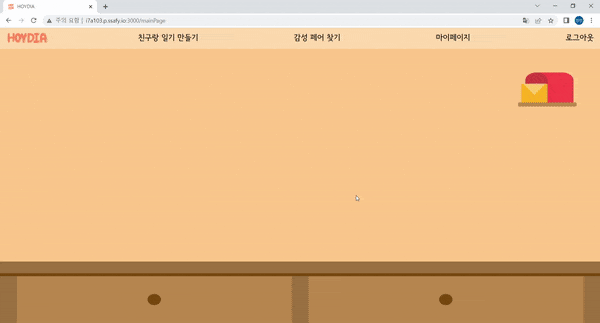 HOYDIA
주의 요함 | i7a103.p.ssafy.io:3000/mainPage
HOYDIA 친구랑 일기 만들기 감성 페어 찾기 마이페이지 로그아웃